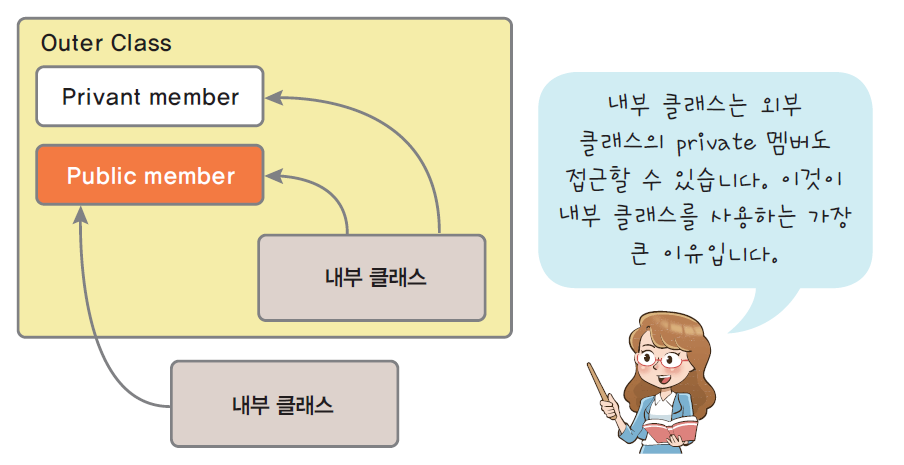 Outer Class
Privant member
Public member
내부 클래스
내부 클래스
내부 클래스는 외부
클래스의 private 멤버도
접근할 수 있습니다. 이것이
내부 클래스를 사용하는 가장
큰 이유입니다.